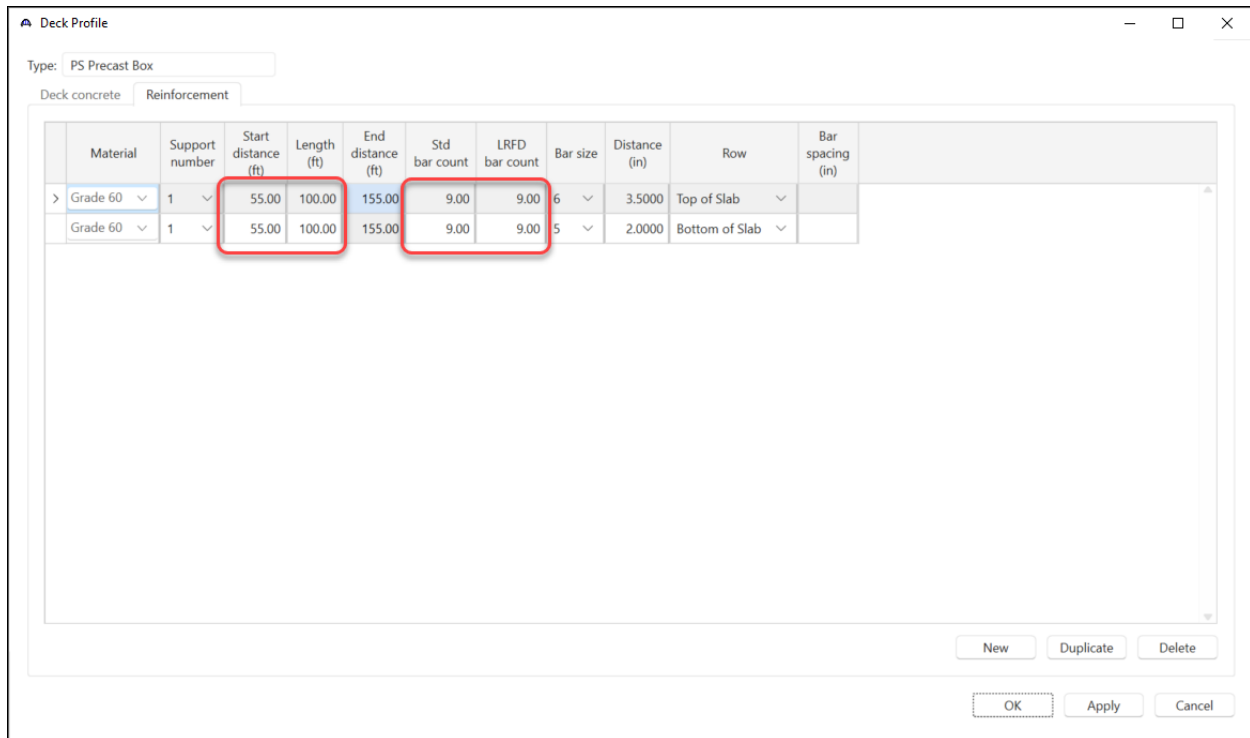 Deck Profile
Type: PS Precast Box
Deck concrete Reinforcement
Material Support number Start distance (ft) Length (ft) End distance (ft) Std bar count LRFD bar count Bar size Distance (in) Row Bar spacing (in)
Grade 60 1 55.00 100.00 155.00 9.00 9.00 6 3.5000 Top of Slab
Grade 60 1 55.00 100.00 155.00 9.00 9.00 5 2.0000 Bottom of Slab
New Duplicate Delete
OK Apply Cancel